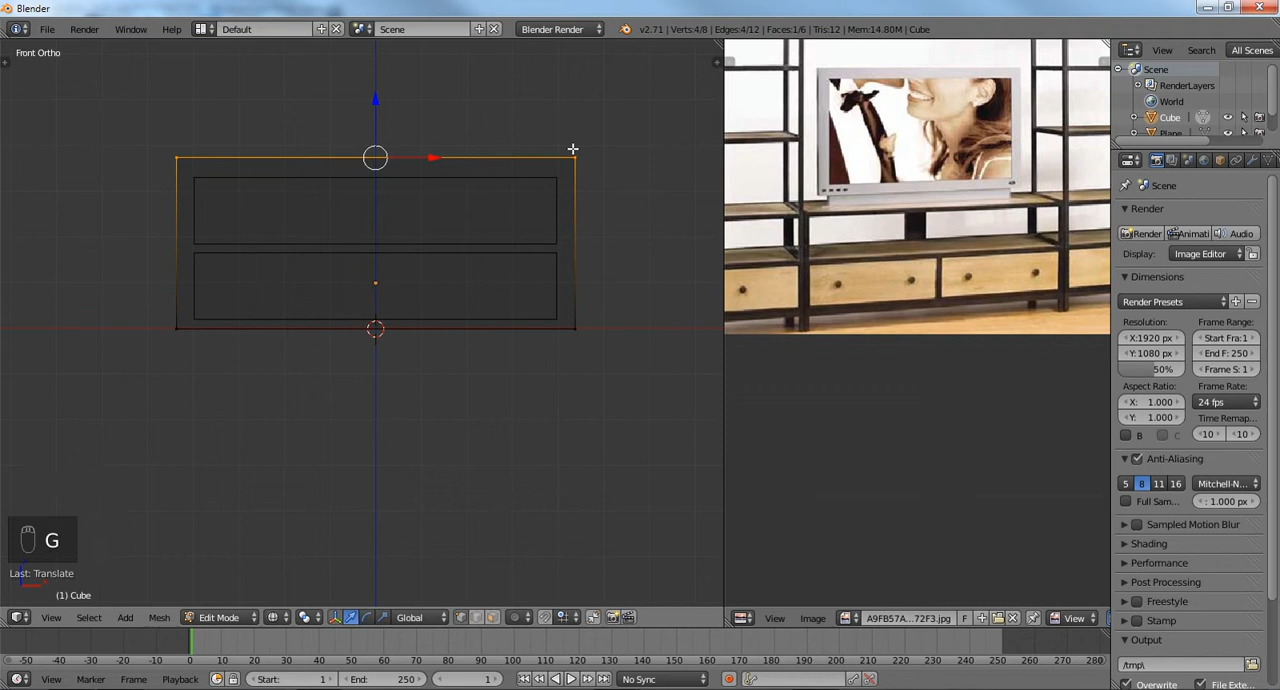 Blender
File Render Window Help Default Scene Blender Render v2.71 | Verts:4/8 | Edges:4/12 | Faces:1/6 | Tris:12 | Mem:14.80M | Cube
Front Ortho
View Search All Scenes
Scene
RenderLayers
World
Cube
Plane
Scene
Render
Render Animati Audio
Display: Image Editor
Dimensions
Render Presets
Resolution: Frame Range:
X:1920 px Start Fra:1
Y:1080 px End F: 250
50% Frame S: 1
Aspect Ratio: Frame Rate:
X: 1.000 24 fps
Y: 1.000 Time Remap...
B C 10 10
Anti-Aliasing
5 8 11 16 Mitchell-N...
Full Sam... : 1.000 px
Sampled Motion Blur
Shading
Performance
Post Processing
Freestyle
Stamp
Output
/tmp\
Overwrite File Exte..
G
Last: Translate
(1) Cube
View Select Add Mesh Edit Mode Global View Image A9FB57A...72F3.jpg F View
-50 -40 -30 -20 -10 0 10 20 30 40 50 60 70 80 90 100 110 120 130 140 150 160 170 180 190 200 210 220 230 240 250 260 270 280
View Marker Frame Playback Start: 1 End: 250 1 No Sync